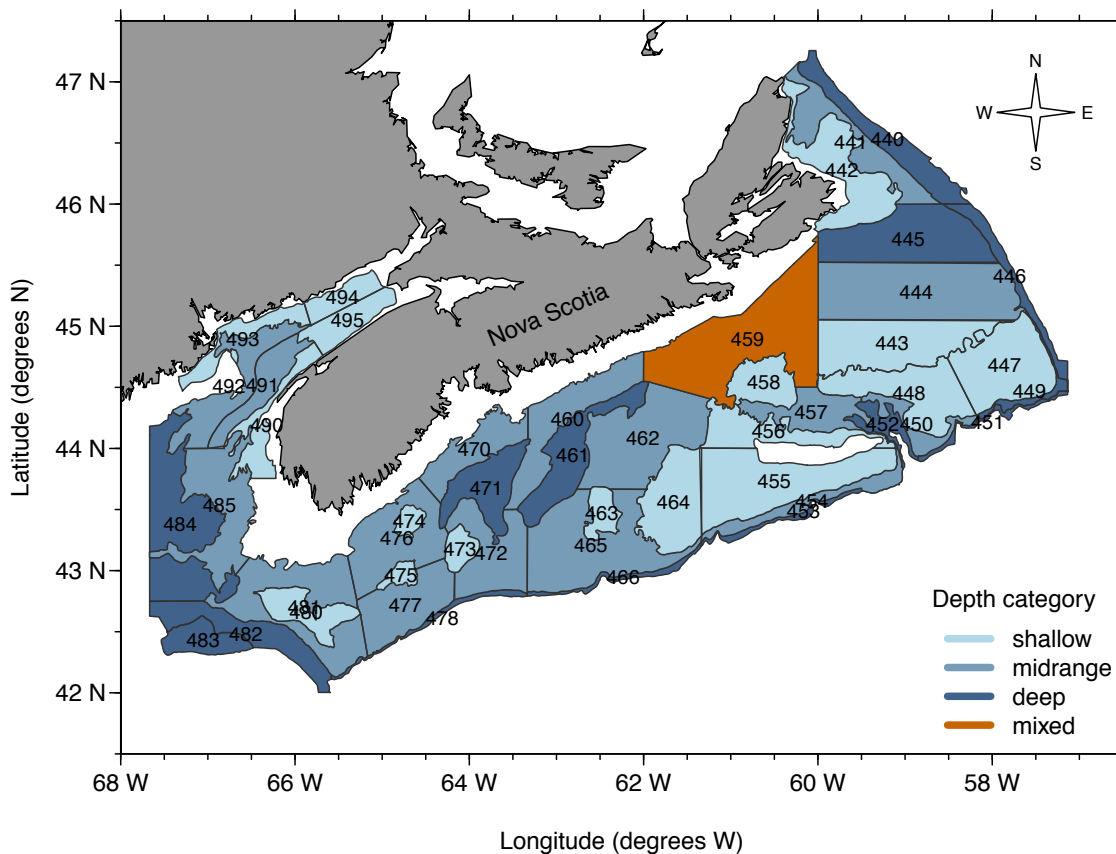 47 N
46 N
45 N
44 N
43 N
42 N
Latitude (degrees N)
68 W
66 W
64 W
62 W
60 W
58 W
Longitude (degrees W)
N
W
E
S
Nova Scotia
440
441
442
445
446
444
443
447
448
449
450
451
452
459
458
457
456
455
454
453
494
495
493
492
491
490
485
484
483
482
481
480
470
460
461
462
471
464
463
465
466
474
476
473
472
475
477
478
Depth category
shallow
midrange
deep
mixed